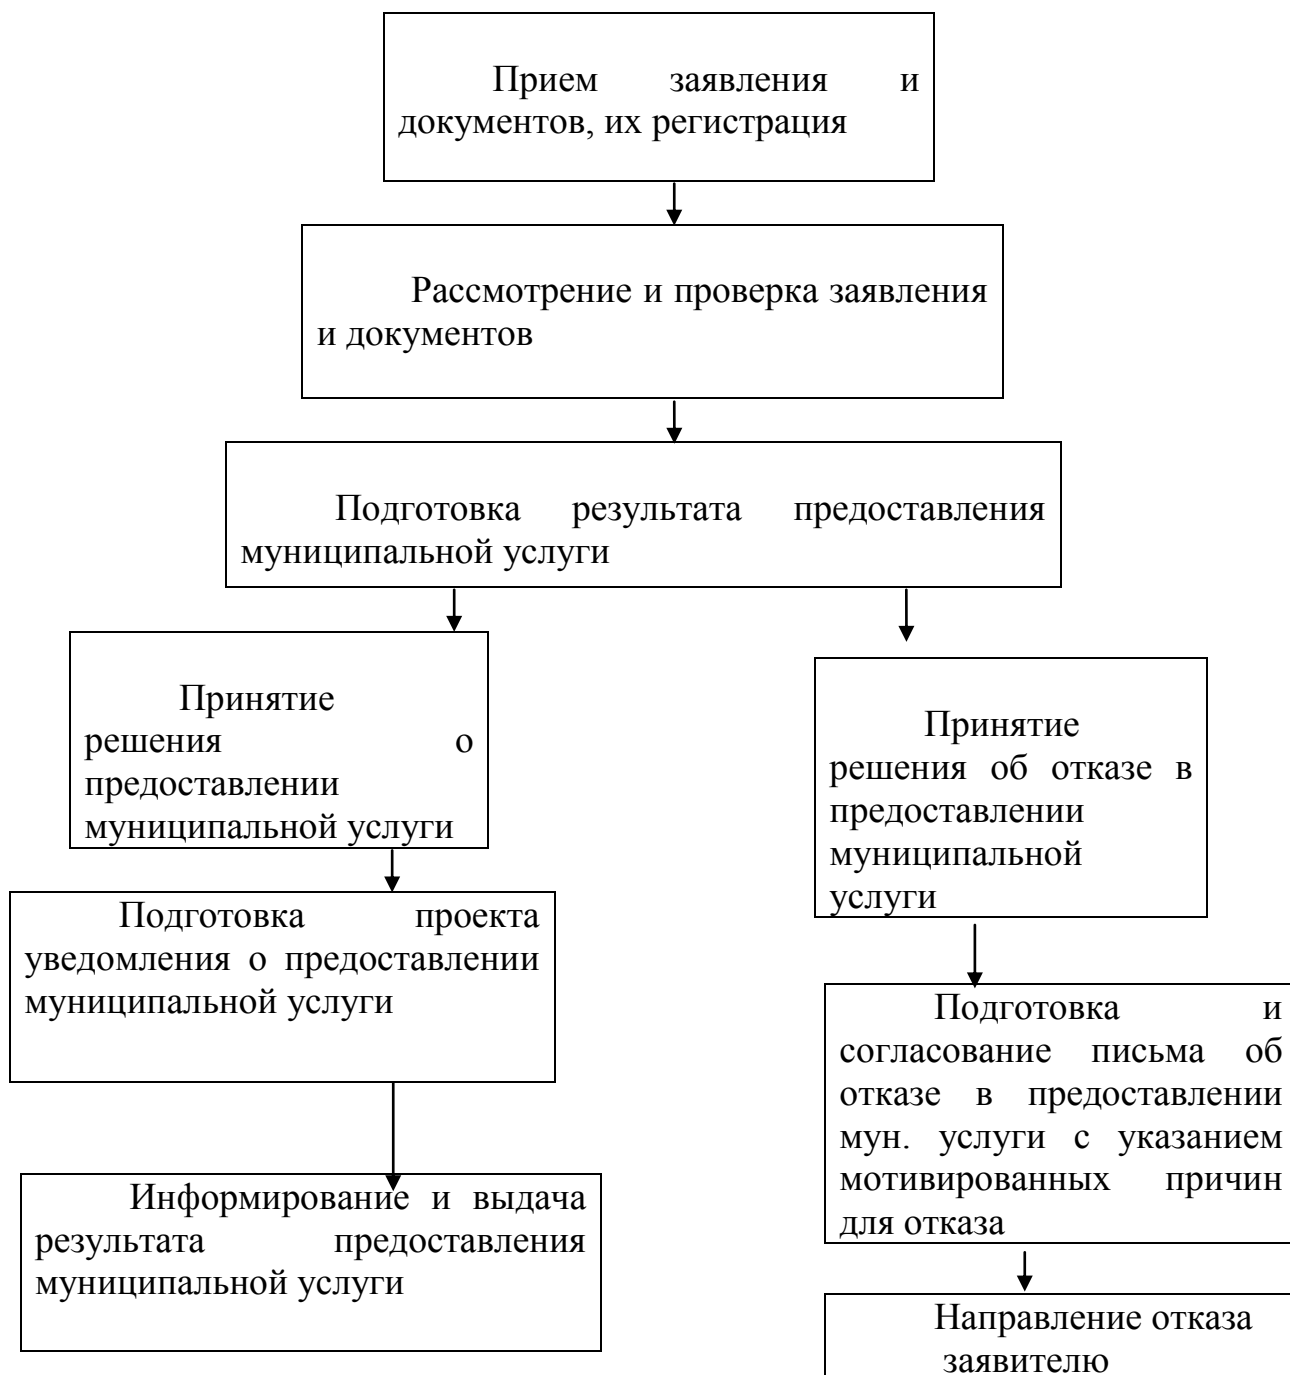 Прием заявления и
документов, их регистрация
Рассмотрение и проверка заявления
и документов
Подготовка результата предоставления
муниципальной услуги
Принятие
решения о
предоставлении
муниципальной услуги
Принятие
решения об отказе в
предоставлении
муниципальной
услуги
Подготовка проекта
уведомления о предоставлении
муниципальной услуги
Подготовка и
согласование письма об
отказе в предоставлении
мун. услуги с указанием
мотивированных причин
для отказа
Информирование и выдача
результата предоставления
муниципальной услуги
Направление отказа
заявителю